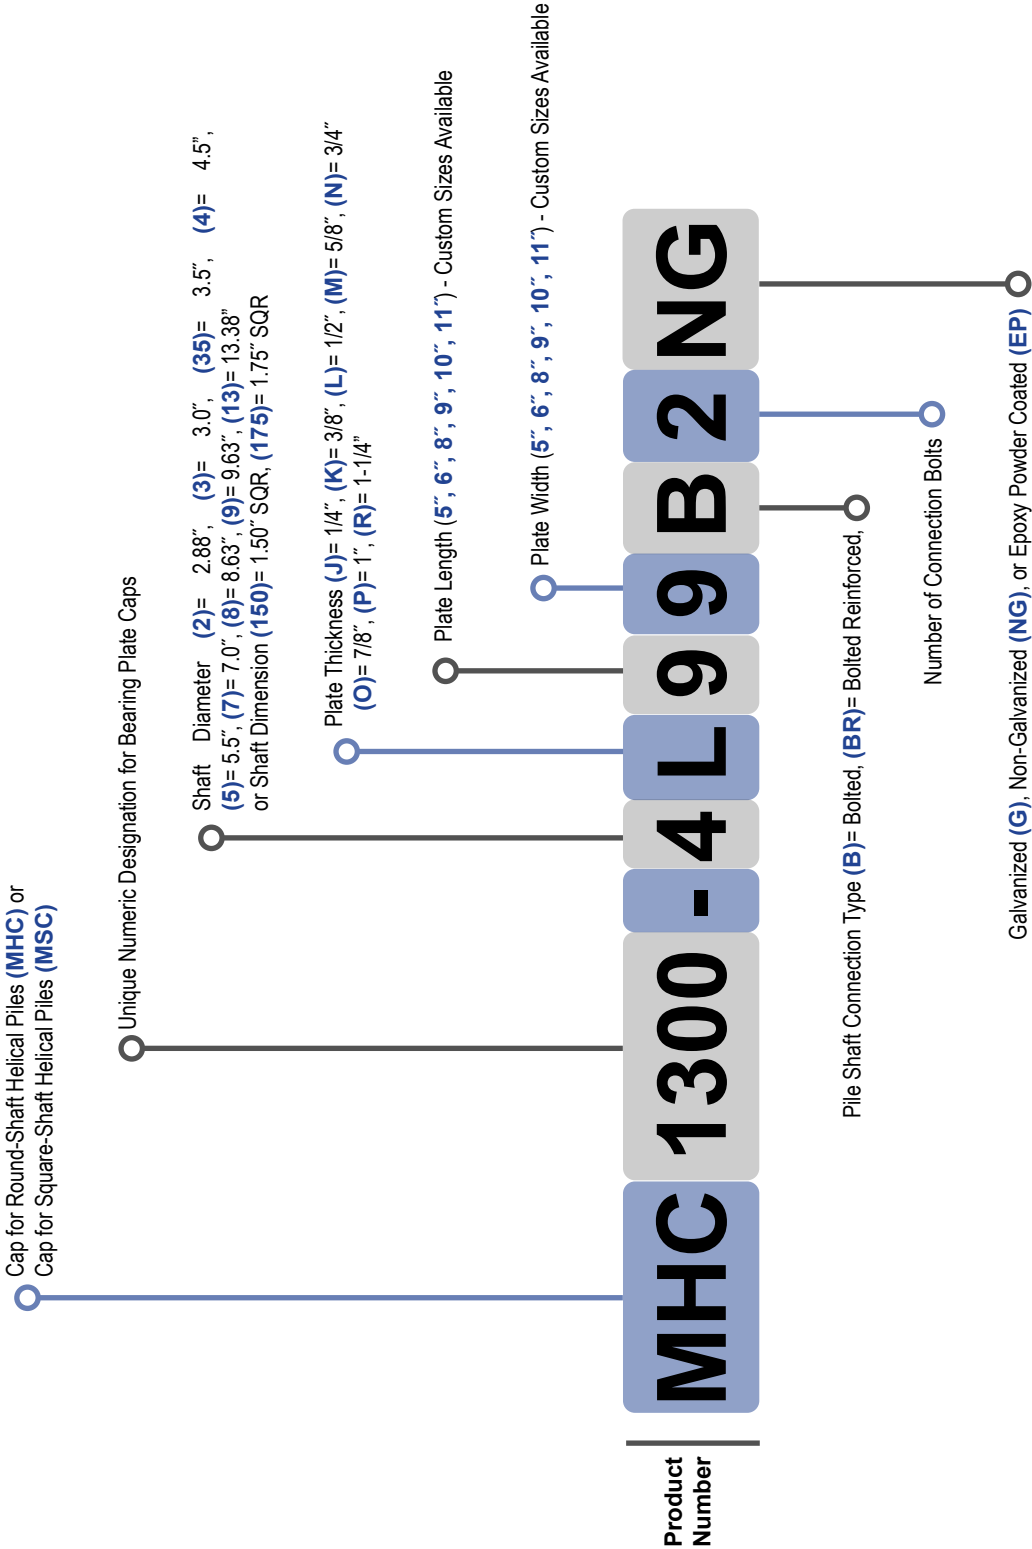 Cap for Round-Shaft Helical Piles (MHC) or
Cap for Square-Shaft Helical Piles (MSC)
Unique Numeric Designation for Bearing Plate Caps
Shaft Diameter (2)= 2.88”, (3)= 3.0”, (35)= 3.5”, (4)= 4.5”,
(5)= 5.5”, (7)= 7.0”, (8)= 8.63”, (9)= 9.63”, (13)= 13.38”
or Shaft Dimension (150)= 1.50” SQR, (175)= 1.75” SQR
Plate Thickness (J)= 1/4”, (K)= 3/8”, (L)= 1/2”, (M)= 5/8”, (N)= 3/4”
(O)= 7/8”, (P)= 1”, (R)= 1-1/4”
Plate Length (5”, 6”, 8”, 9”, 10”, 11”) - Custom Sizes Available
Plate Width (5”, 6”, 8”, 9”, 10”, 11”) - Custom Sizes Available
Product
Number
MHC 1300 - 4 L 9 9 B 2 NG
Pile Shaft Connection Type (B)= Bolted, (BR)= Bolted Reinforced,
Number of Connection Bolts
Galvanized (G), Non-Galvanized (NG), or Epoxy Powder Coated (EP)